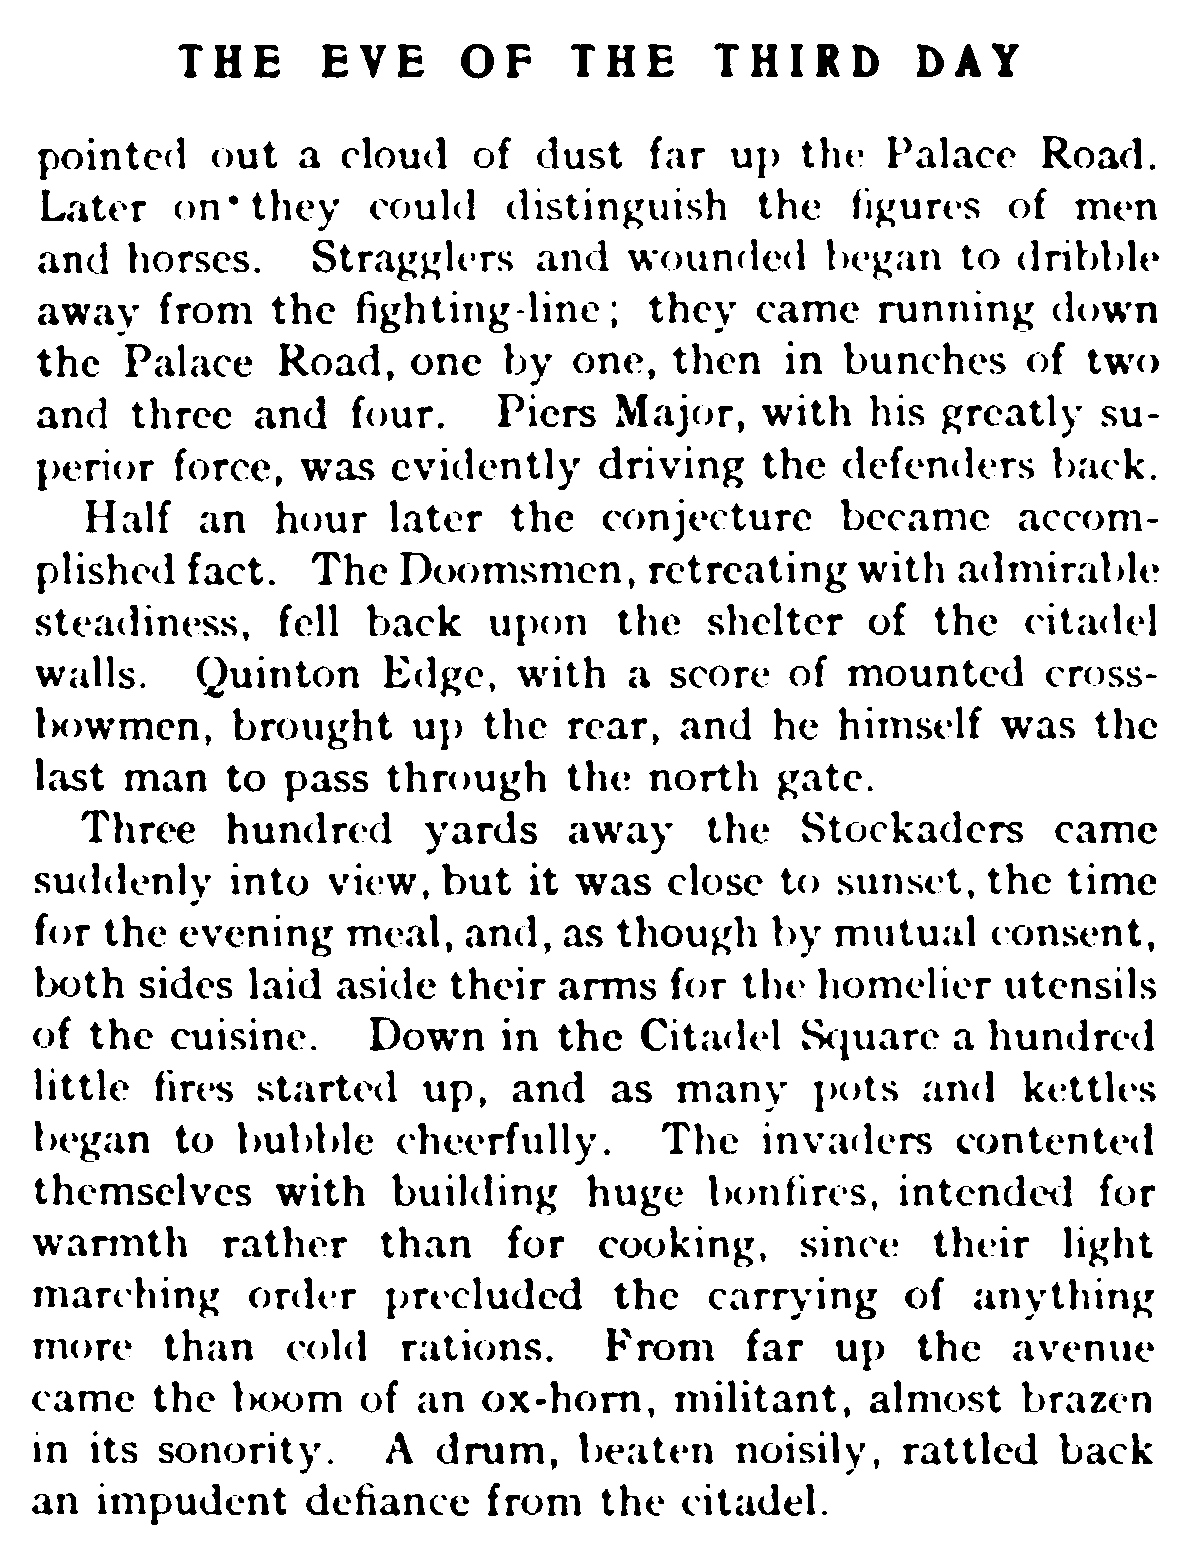 THE EVE OF THE THIRD DAY
pointed out a cloud of dust far up the Palace Road.
Later on they could distinguish the figures of men
and horses. Stragglers and wounded began to dribble
away from the fighting-line; they came running down
the Palace Road, one by one, then in bunches of two
and three and four. Piers Major, with his greatly su-
perior force, was evidently driving the defenders back.
Half an hour later the conjecture became accom-
plished fact. The Doomsmen, retreating with admirable
steadiness, fell back upon the shelter of the citadel
walls. Quinton Edge, with a score of mounted cross-
bowmen, brought up the rear, and he himself was the
last man to pass through the north gate.
Three hundred yards away the Stockaders came
suddenly into view, but it was close to sunset, the time
for the evening meal, and, as though by mutual consent,
both sides laid aside their arms for the homelier utensils
of the cuisine. Down in the Citadel Square a hundred
little fires started up, and as many pots and kettles
began to bubble cheerfully. The invaders contented
themselves with building huge bonfires, intended for
warmth rather than for cooking, since their light
marching order precluded the carrying of anything
more than cold rations. From far up the avenue
came the boom of an ox-horn, militant, almost brazen
in its sonority. A drum, beaten noisily, rattled back
an impudent defiance from the citadel.